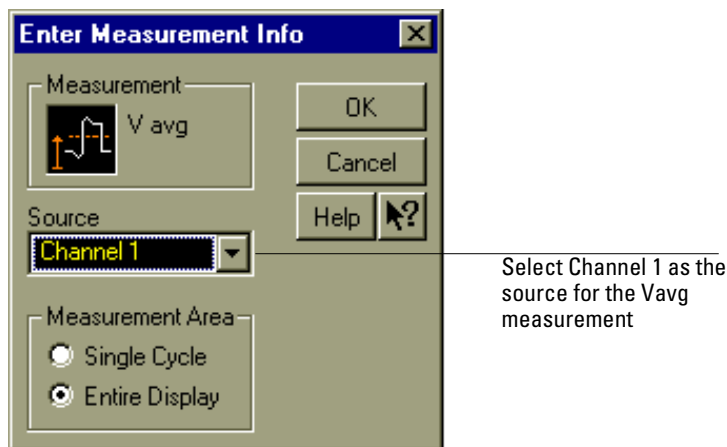 Enter Measurement Info
Measurement
V avg
OK
Cancel
Help
?
Source
Channel 1
Select Channel 1 as the
source for the Vavg
measurement
Measurement Area
Single Cycle
Entire Display